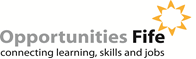 Opportunities Fife
connecting learning, skills and jobs